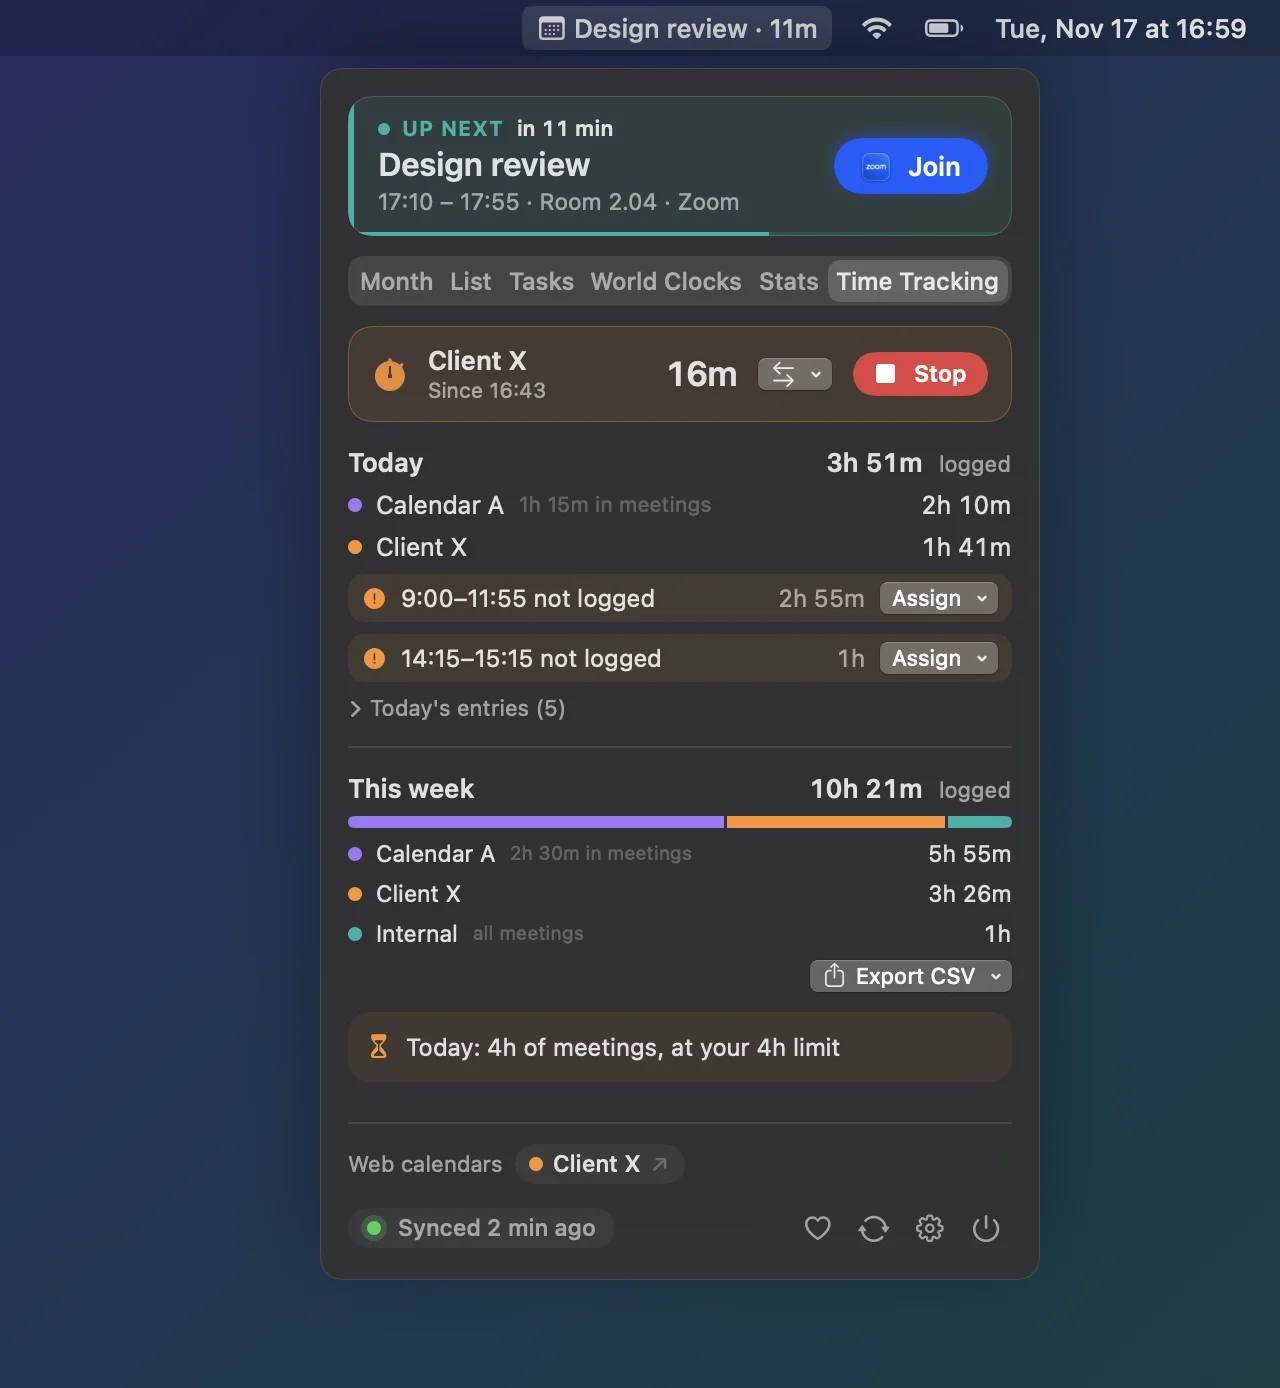 Design review · 11m
Tue, Nov 17 at 16:59
UP NEXT in 11 min
Design review
17:10 – 17:55 · Room 2.04 · Zoom
zoom Join
Month List Tasks World Clocks Stats Time Tracking
Client X
Since 16:43
16m
Stop
Today 3h 51m logged
Calendar A 1h 15m in meetings 2h 10m
Client X 1h 41m
9:00–11:55 not logged 2h 55m Assign
14:15–15:15 not logged 1h Assign
Today's entries (5)
This week 10h 21m logged
Calendar A 2h 30m in meetings 5h 55m
Client X 3h 26m
Internal all meetings 1h
Export CSV
Today: 4h of meetings, at your 4h limit
Web calendars Client X
Synced 2 min ago